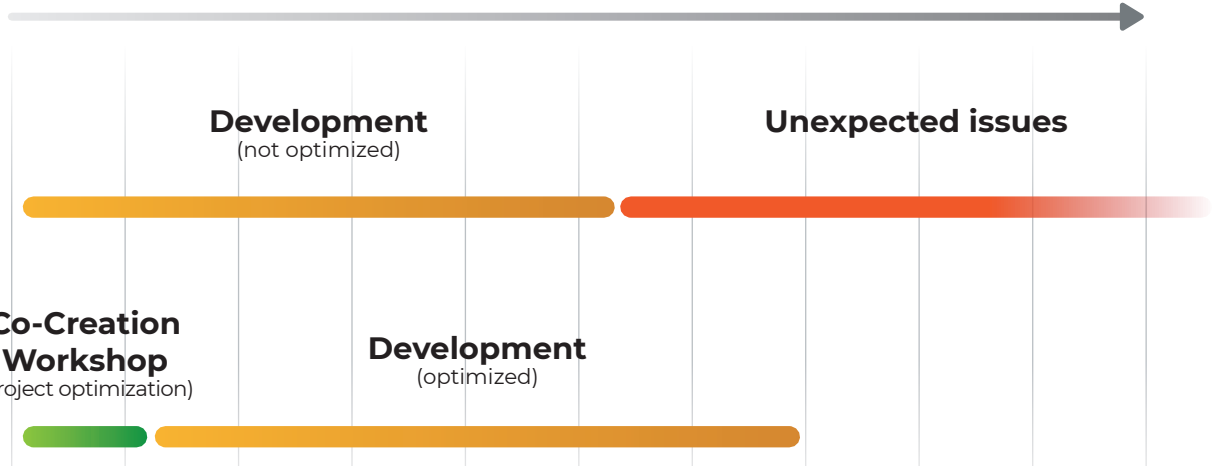 Development
(not optimized)
Unexpected issues
Co-Creation
Workshop
roject optimization)
Development
(optimized)